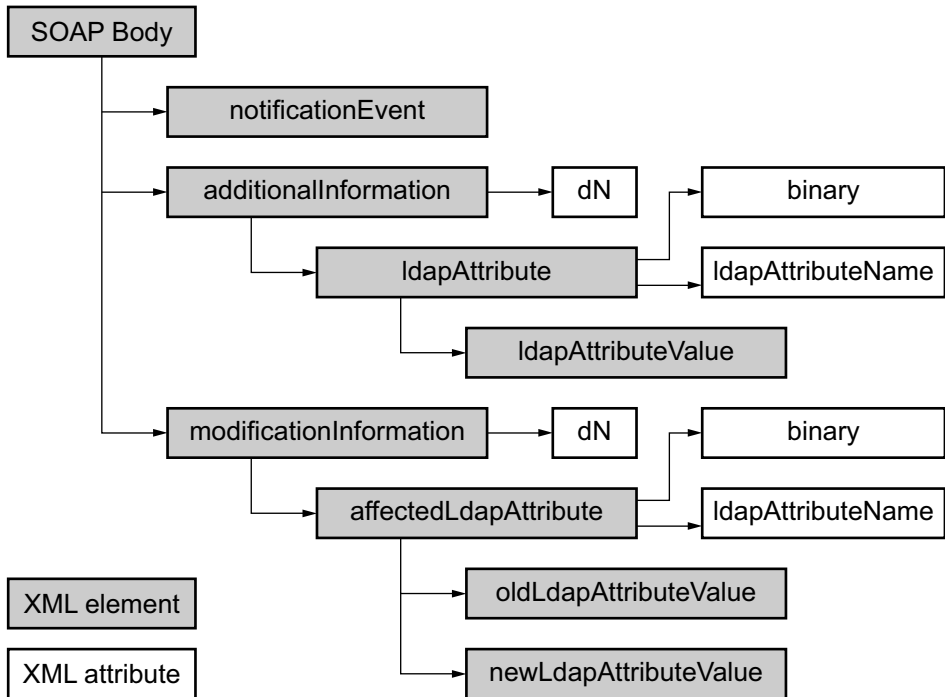 SOAP Body
notificationEvent
additionalInformation
dN
binary
ldapAttribute
ldapAttributeName
ldapAttributeValue
modificationInformation
dN
binary
affectedLdapAttribute
ldapAttributeName
oldLdapAttributeValue
XML element
newLdapAttributeValue
XML attribute